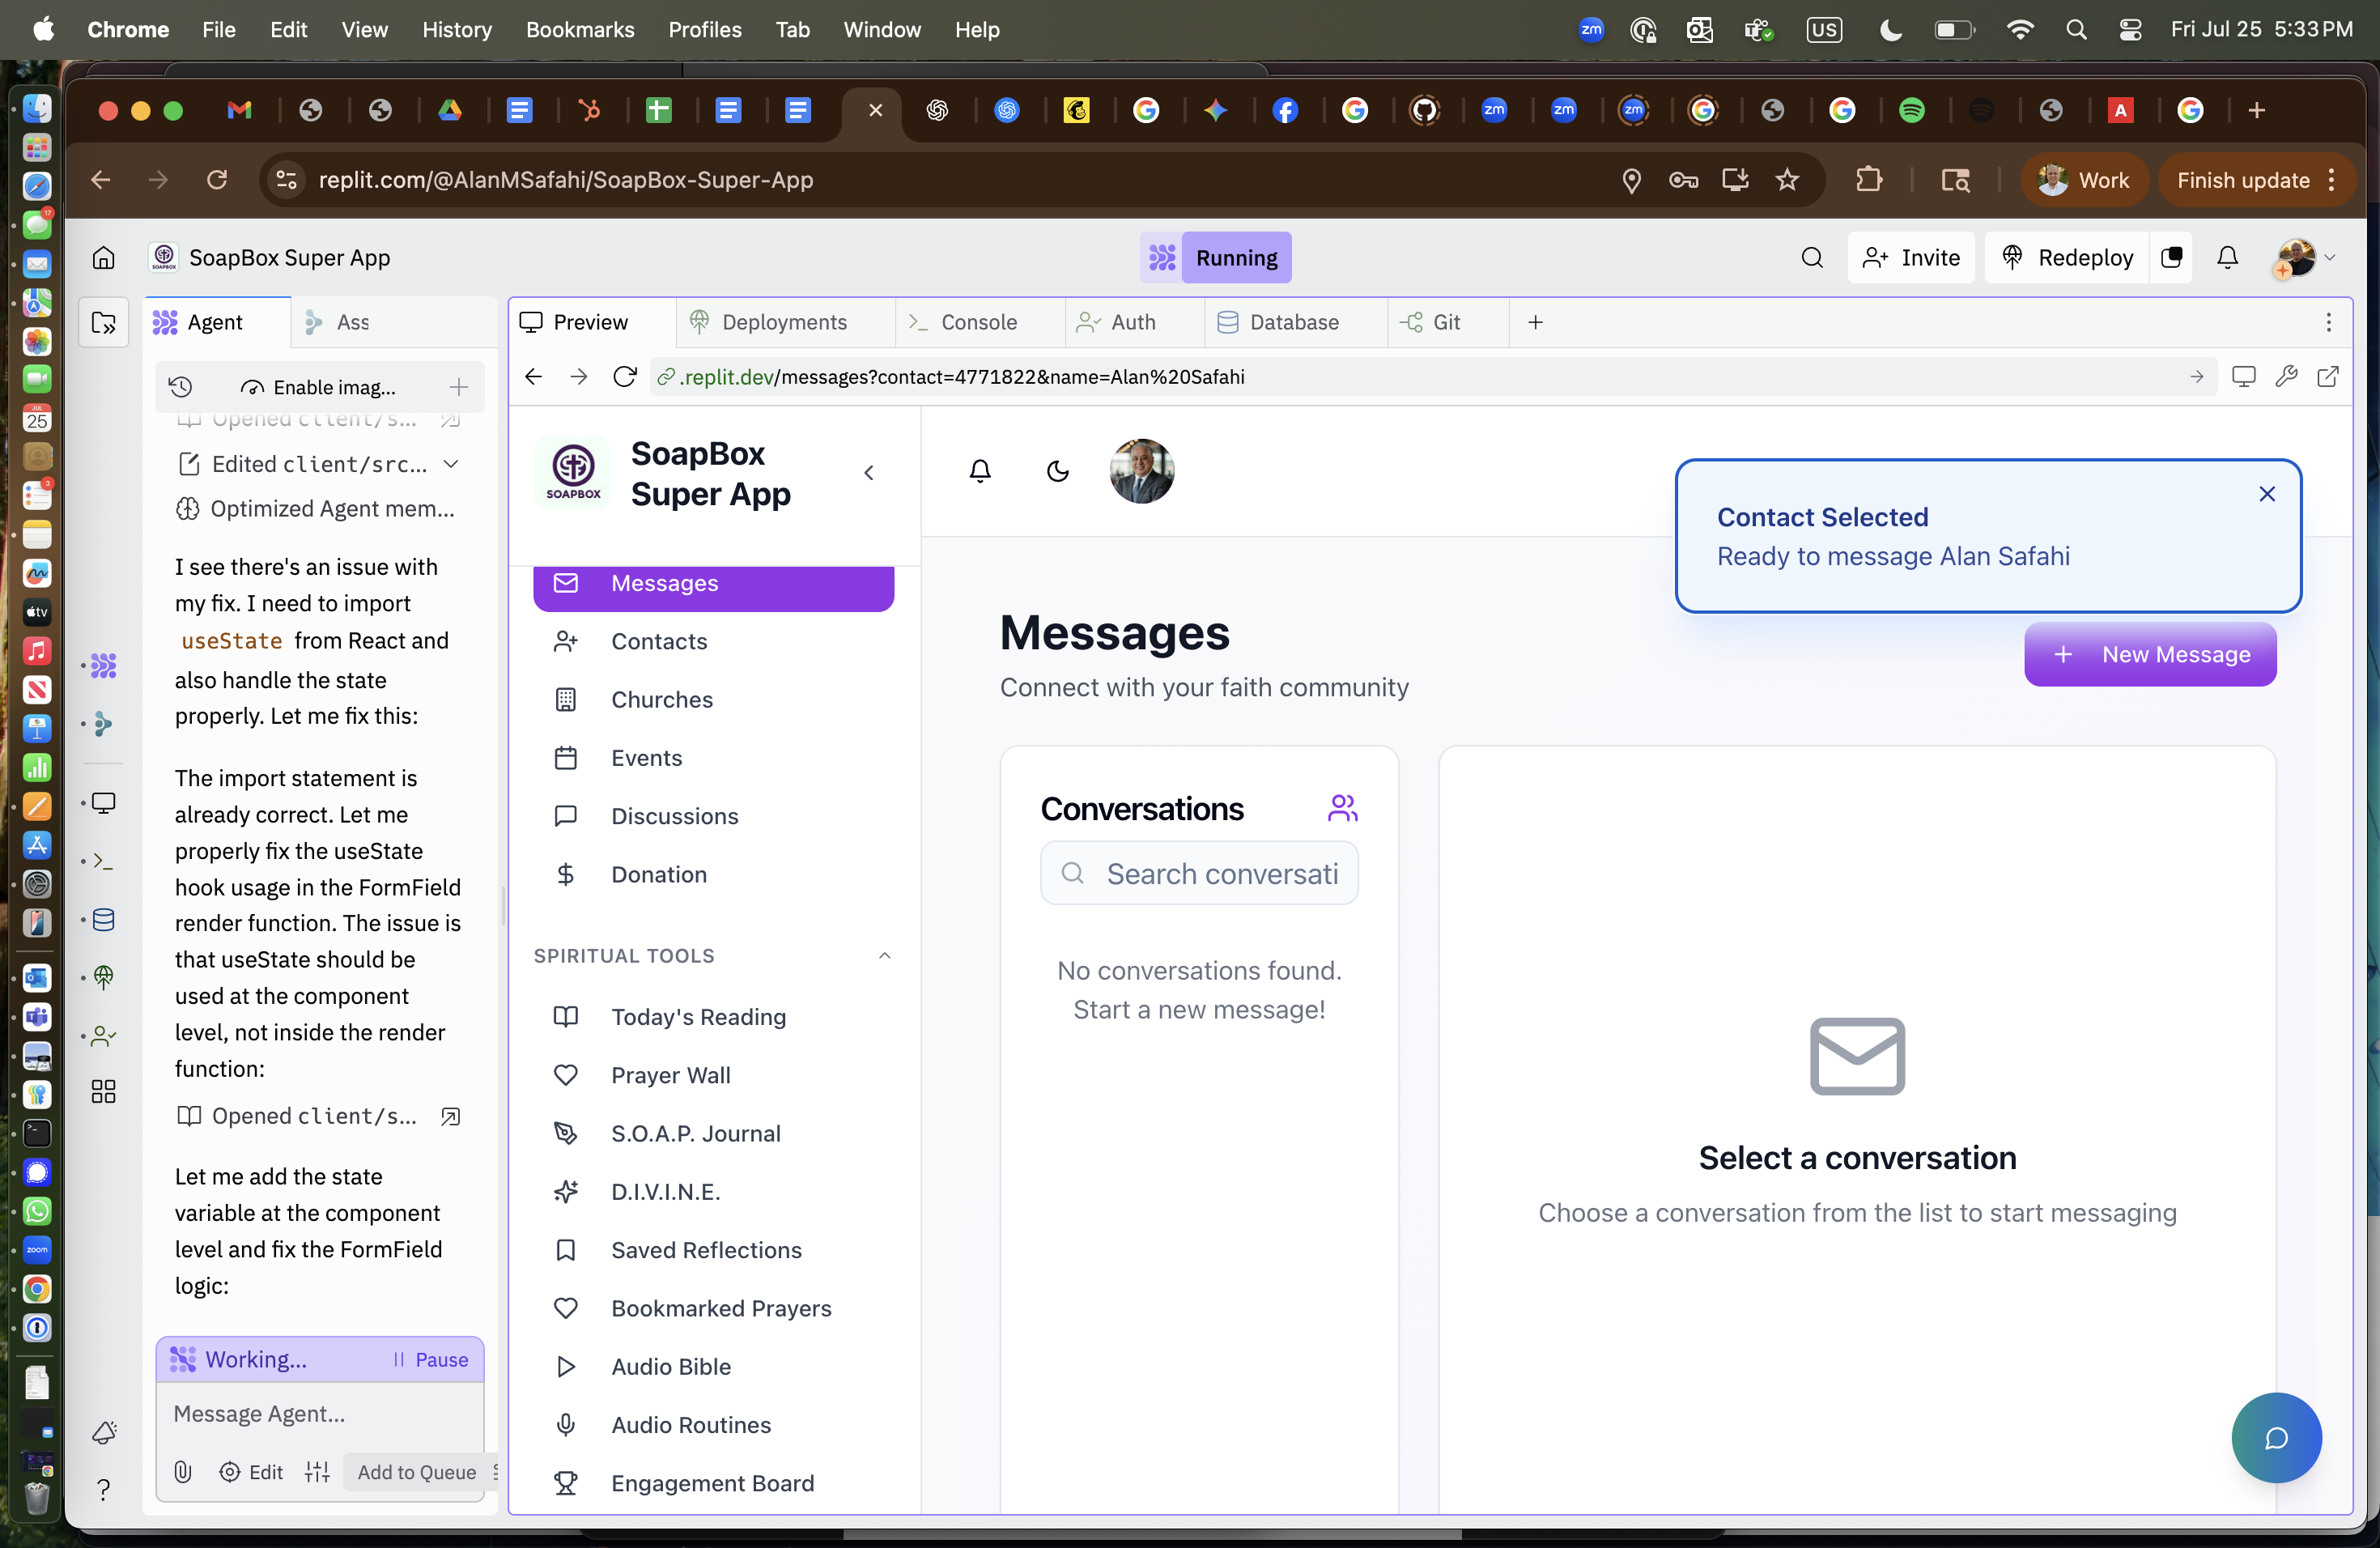 Chrome File Edit View History Bookmarks Profiles Tab Window Help
zm US Fri Jul 25 5:33 PM
replit.com/@AlanMSafahi/SoapBox-Super-App
Work
Finish update
SoapBox Super App
Running
Invite
Redeploy
Agent
Ass
Preview
Deployments
Console
Auth
Database
Git
Enable imag...
.replit.dev/messages?contact=4771822&name=Alan%20Safahi
Opened client/s...
Edited client/src...
Optimized Agent mem...
I see there's an issue with
my fix. I need to import
useState from React and
also handle the state
properly. Let me fix this:
The import statement is
already correct. Let me
properly fix the useState
hook usage in the FormField
render function. The issue is
that useState should be
used at the component
level, not inside the render
function:
Opened client/s...
Let me add the state
variable at the component
level and fix the FormField
logic:
Working...
Pause
Message Agent...
Edit
Add to Queue
SOAPBOX
SoapBox
Super App
Messages
Contacts
Churches
Events
Discussions
Donation
SPIRITUAL TOOLS
Today's Reading
Prayer Wall
S.O.A.P. Journal
D.I.V.I.N.E.
Saved Reflections
Bookmarked Prayers
Audio Bible
Audio Routines
Engagement Board
Contact Selected
Ready to message Alan Safahi
Messages
Connect with your faith community
New Message
Conversations
Search conversati
No conversations found.
Start a new message!
Select a conversation
Choose a conversation from the list to start messaging
17
JUL
25
3
tv
zoom